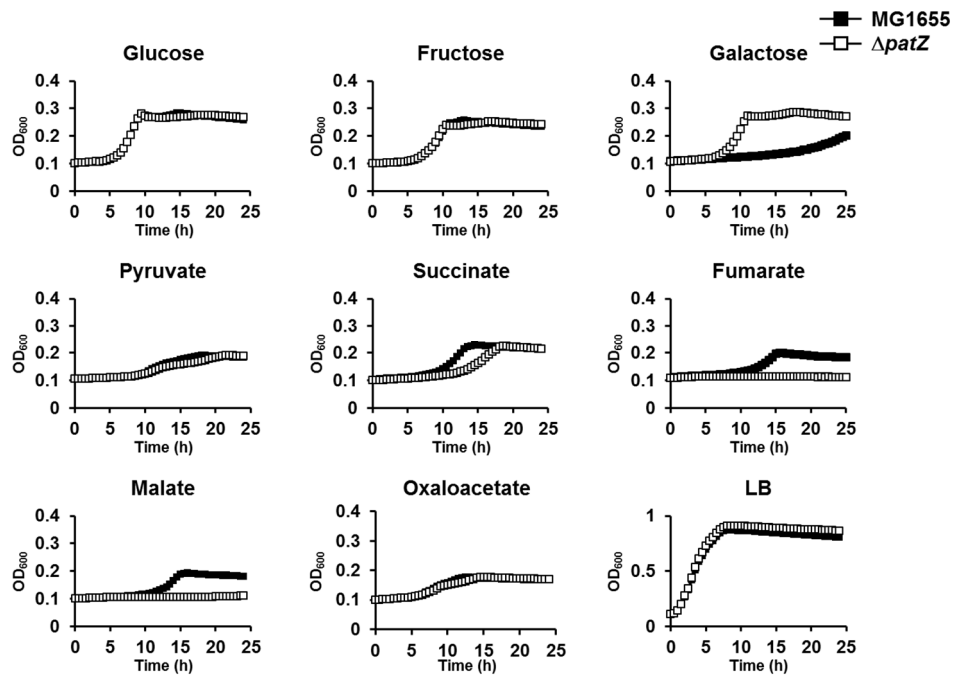 MG1655
ΔpatZ
Glucose
OD600
0.4
0.3
0.2
0.1
0
0 5 10 15 20 25
Time (h)
Fructose
OD600
0.4
0.3
0.2
0.1
0
0 5 10 15 20 25
Time (h)
Galactose
OD600
0.4
0.3
0.2
0.1
0
0 5 10 15 20 25
Time (h)
Pyruvate
OD600
0.4
0.3
0.2
0.1
0
0 5 10 15 20 25
Time (h)
Succinate
OD600
0.4
0.3
0.2
0.1
0
0 5 10 15 20 25
Time (h)
Fumarate
OD600
0.4
0.3
0.2
0.1
0
0 5 10 15 20 25
Time (h)
Malate
OD600
0.4
0.3
0.2
0.1
0
0 5 10 15 20 25
Time (h)
Oxaloacetate
OD600
0.4
0.3
0.2
0.1
0
0 5 10 15 20 25
Time (h)
LB
OD600
1
0.5
0
0 5 10 15 20 25
Time (h)